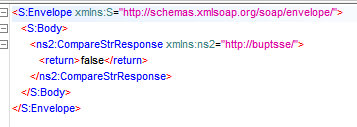 <S:Envelope xmlns:S="http://schemas.xmlsoap.org/soap/envelope/">
<S:Body>
<ns2:CompareStrResponse xmlns:ns2="http://buptsse/">
<return>false</return>
</ns2:CompareStrResponse>
</S:Body>
</S:Envelope>